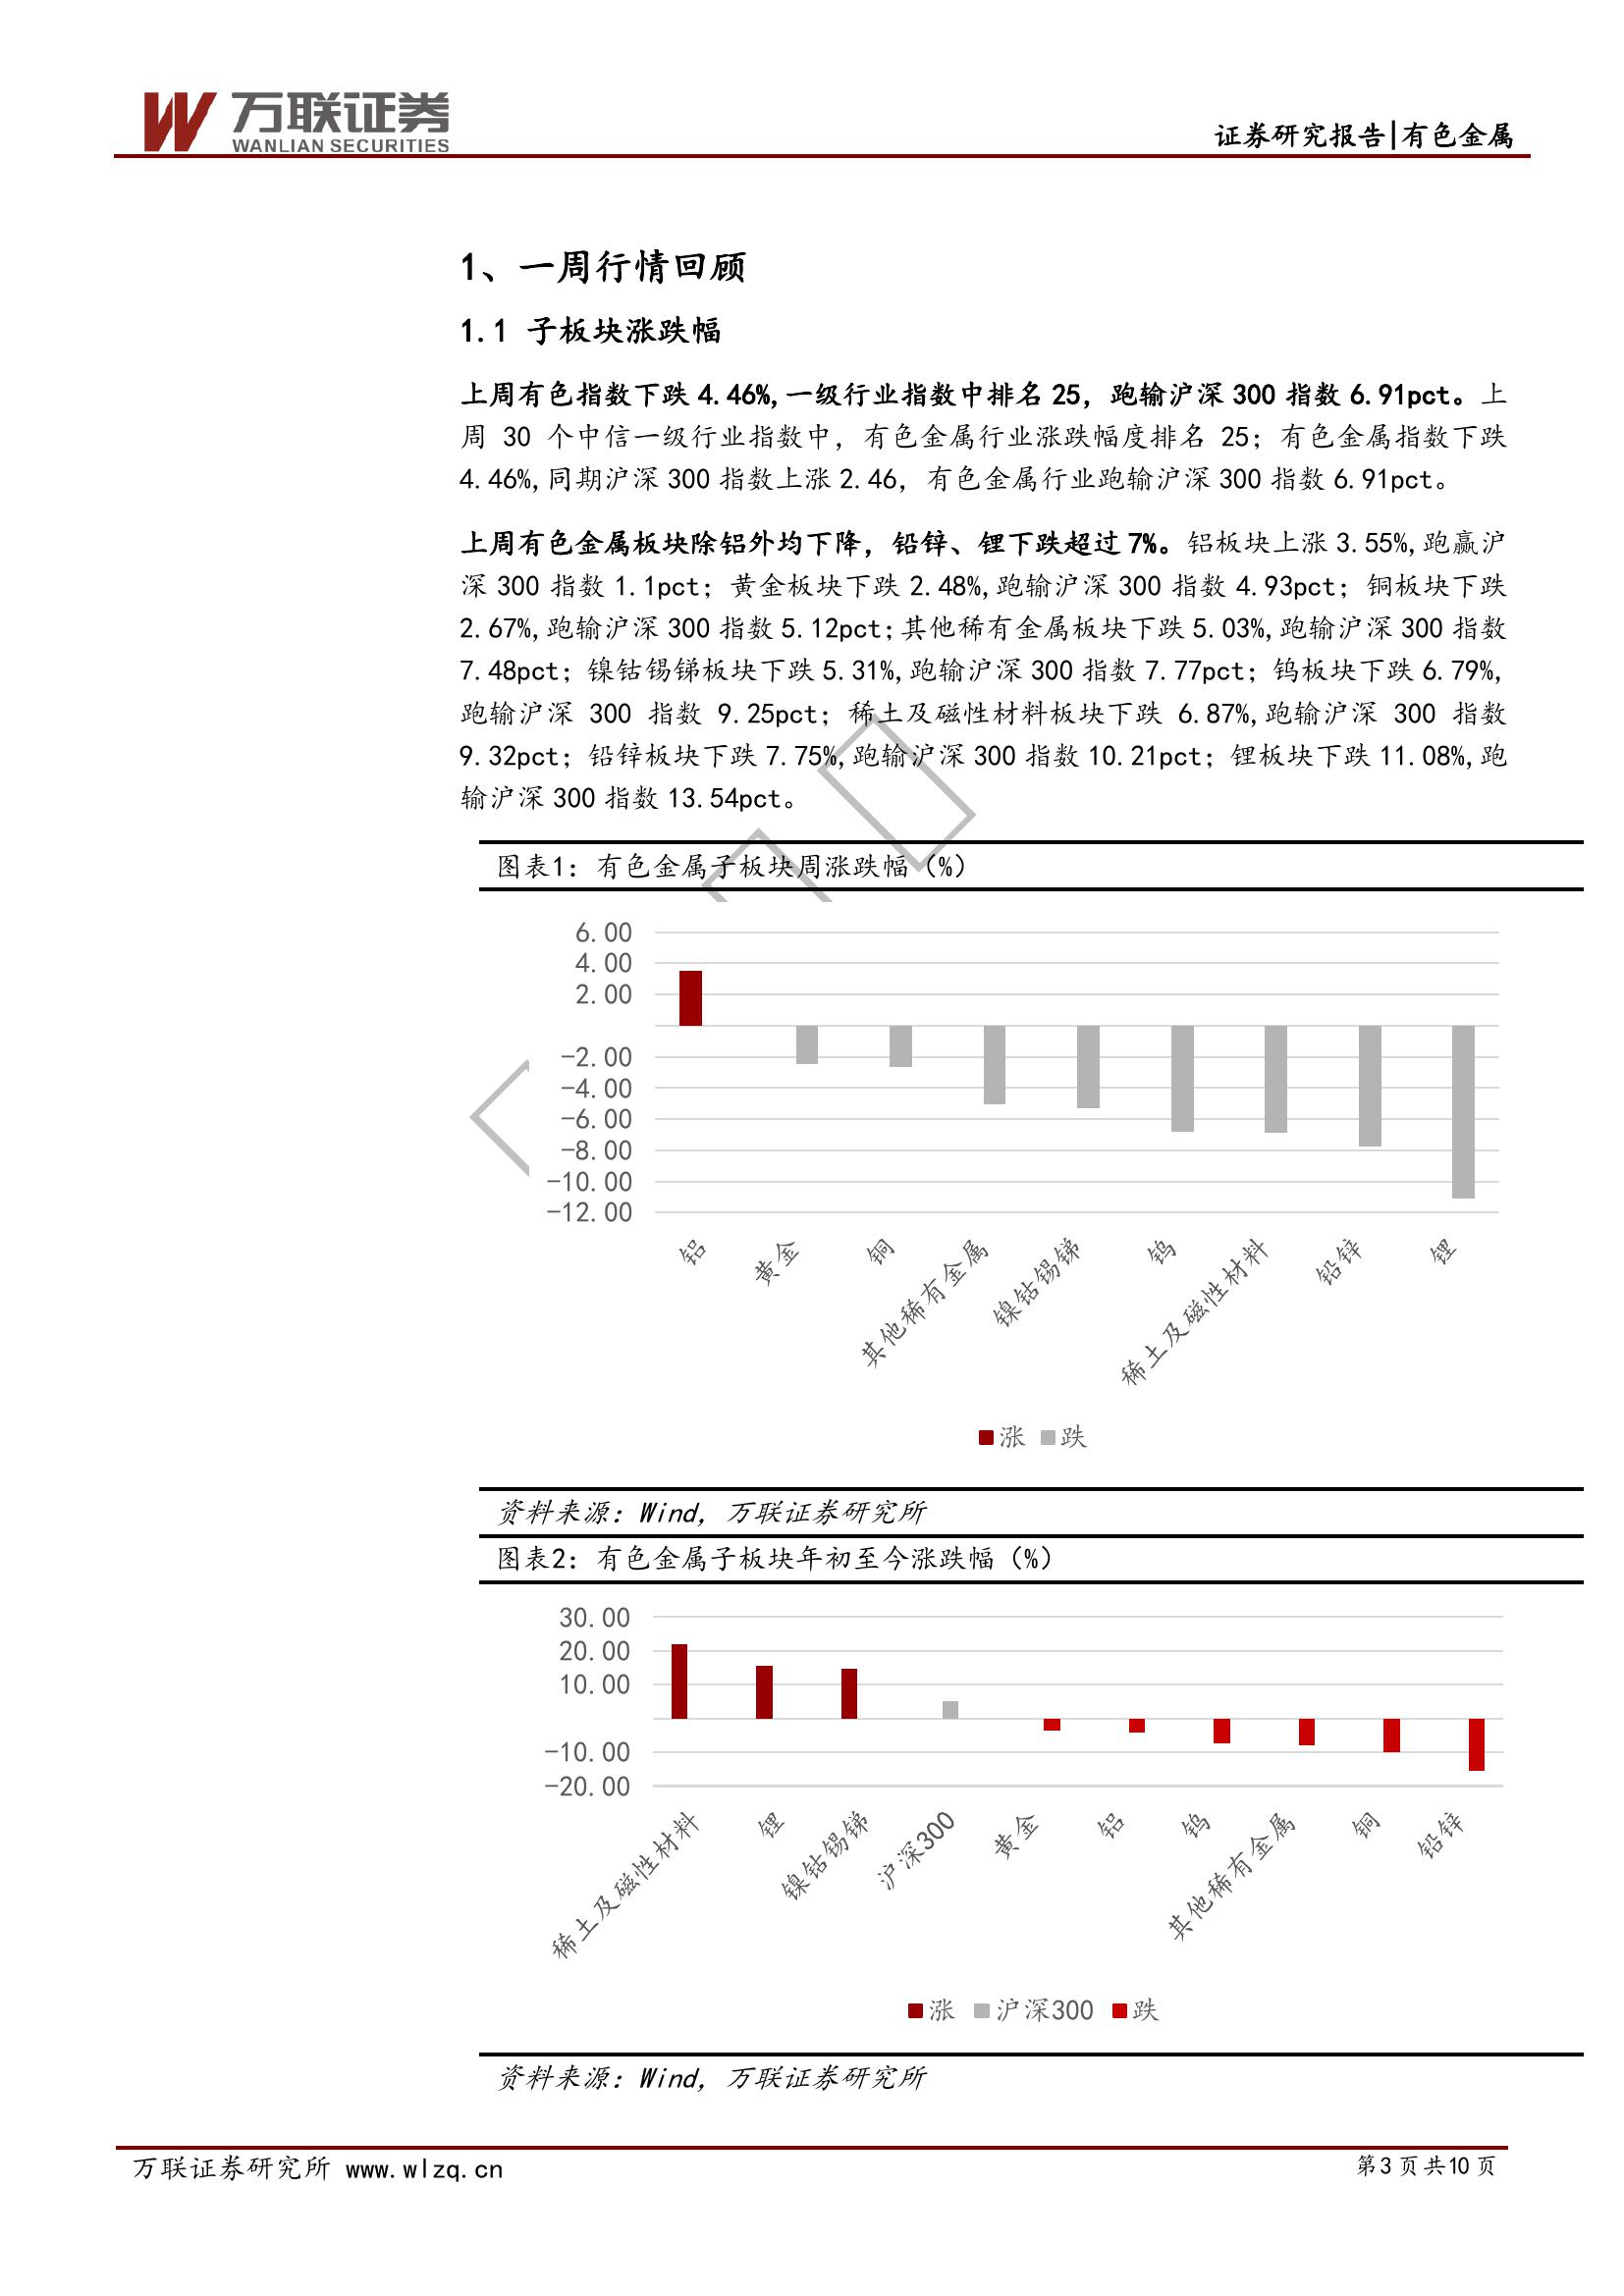 万联证券
WANLIAN SECURITIES
证券研究报告|有色金属
1、一周行情回顾
1.1 子板块涨跌幅
上周有色指数下跌 4.46%,一级行业指数中排名 25，跑输沪深 300 指数 6.91pct。上
周 30 个中信一级行业指数中，有色金属行业涨跌幅度排名 25；有色金属指数下跌
4.46%,同期沪深 300 指数上涨 2.46，有色金属行业跑输沪深 300 指数 6.91pct。
上周有色金属板块除铝外均下降，铅锌、锂下跌超过 7%。铝板块上涨 3.55%,跑赢沪
深 300 指数 1.1pct；黄金板块下跌 2.48%,跑输沪深 300 指数 4.93pct；铜板块下跌
2.67%,跑输沪深 300 指数 5.12pct;其他稀有金属板块下跌 5.03%,跑输沪深 300 指数
7.48pct；镍钴锡锑板块下跌 5.31%,跑输沪深 300 指数 7.77pct；钨板块下跌 6.79%,
跑输沪深 300 指数 9.25pct；稀土及磁性材料板块下跌 6.87%,跑输沪深 300 指数
9.32pct；铅锌板块下跌 7.75%,跑输沪深 300 指数 10.21pct；锂板块下跌 11.08%,跑
输沪深 300 指数 13.54pct。
图表1：有色金属子板块周涨跌幅（%）
6.00
4.00
2.00
-2.00
-4.00
-6.00
-8.00
-10.00
-12.00
铝
黄金
铜
其他稀有金属
镍钴锡锑
钨
稀土及磁性材料
铅锌
锂
涨 跌
资料来源：Wind，万联证券研究所
图表2：有色金属子板块年初至今涨跌幅（%）
30.00
20.00
10.00
-10.00
-20.00
稀土及磁性材料
锂
镍钴锡锑
沪深300
黄金
铝
钨
其他稀有金属
铜
铅锌
涨 沪深300 跌
资料来源：Wind，万联证券研究所
万联证券研究所 www.wlzq.cn
第 3 页 共 10 页